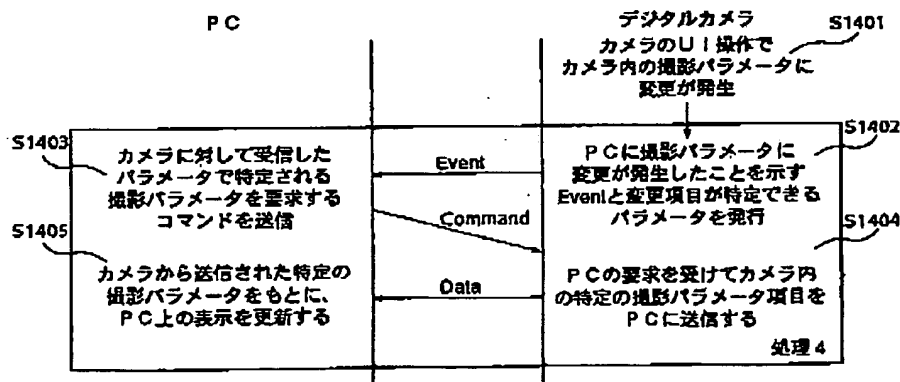 PC
デジタルカメラ
S1401
カメラのUI操作で
カメラ内の撮影パラメータに
変更が発生
S1402
S1403
カメラに対して受信した
パラメータで特定される
撮影パラメータを要求する
コマンドを送信
Event
PCに撮影パラメータに
変更が発生したことを示す
Eventと変更項目が特定できる
パラメータを発行
Command
S1404
S1405
カメラから送信された特定の
撮影パラメータをもとに、
PC上の表示を更新する
Data
PCの要求を受けてカメラ内
の特定の撮影パラメータ項目を
PCに送信する
処理4